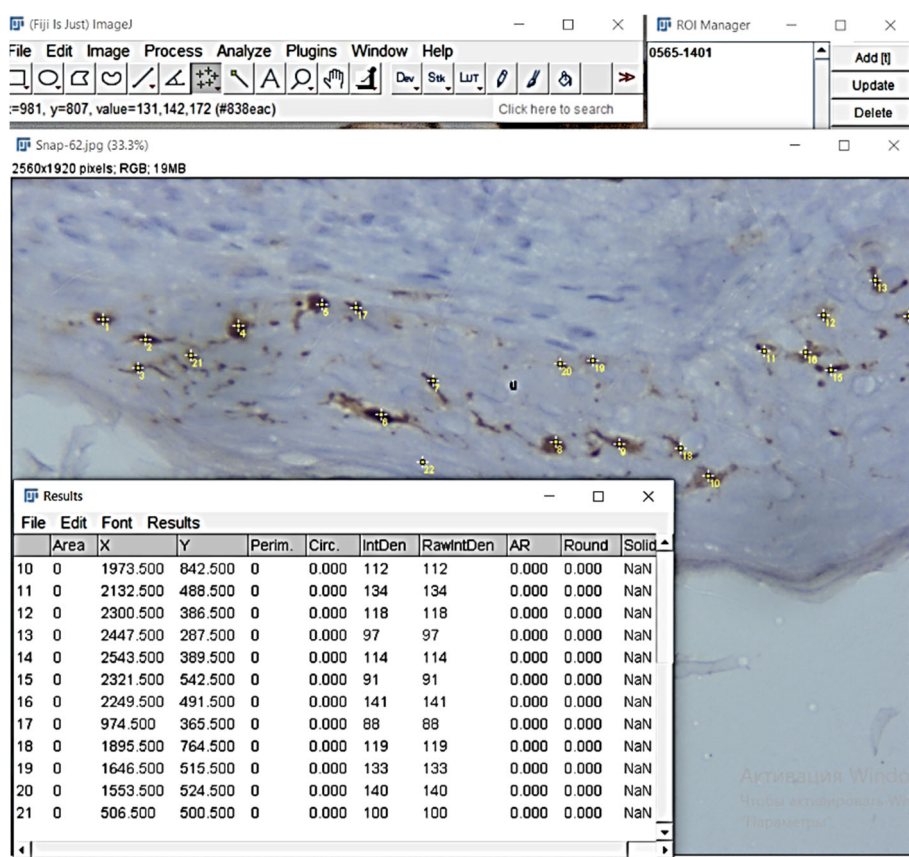 (Fiji Is Just) ImageJ
File Edit Image Process Analyze Plugins Window Help
Dev Stk LUT
=981, y=807, value=131,142,172 (#838eac) Click here to search
ROI Manager
0565-1401
Add [t]
Update
Delete
Snap-62.jpg (33.3%)
2560x1920 pixels; RGB; 19MB
13
12
1
5
17
4
2
21
3
11
16
15
20
19
7
u
6
8
9
18
22
10
Results
File Edit Font Results
Area X Y Perim. Circ. IntDen RawIntDen AR Round Solid
10 0 1973.500 842.500 0 0.000 112 112 0.000 0.000 NaN
11 0 2132.500 488.500 0 0.000 134 134 0.000 0.000 NaN
12 0 2300.500 386.500 0 0.000 118 118 0.000 0.000 NaN
13 0 2447.500 287.500 0 0.000 97 97 0.000 0.000 NaN
14 0 2543.500 389.500 0 0.000 114 114 0.000 0.000 NaN
15 0 2321.500 542.500 0 0.000 91 91 0.000 0.000 NaN
16 0 2249.500 491.500 0 0.000 141 141 0.000 0.000 NaN
17 0 974.500 365.500 0 0.000 88 88 0.000 0.000 NaN
18 0 1895.500 764.500 0 0.000 119 119 0.000 0.000 NaN
19 0 1646.500 515.500 0 0.000 133 133 0.000 0.000 NaN
20 0 1553.500 524.500 0 0.000 140 140 0.000 0.000 NaN
21 0 506.500 500.500 0 0.000 100 100 0.000 0.000 NaN
Активация Windo
Чтобы активировать Wi
"Параметры".